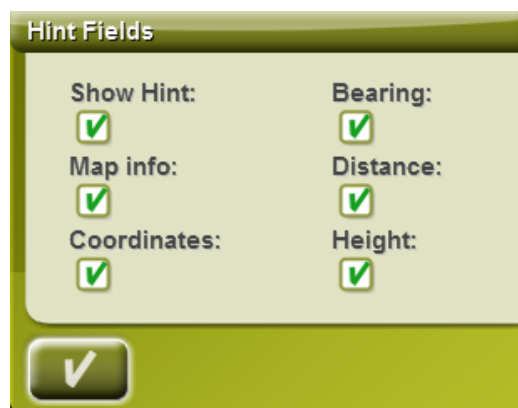 Hint Fields
Show Hint: Bearing:
Map info: Distance:
Coordinates: Height: